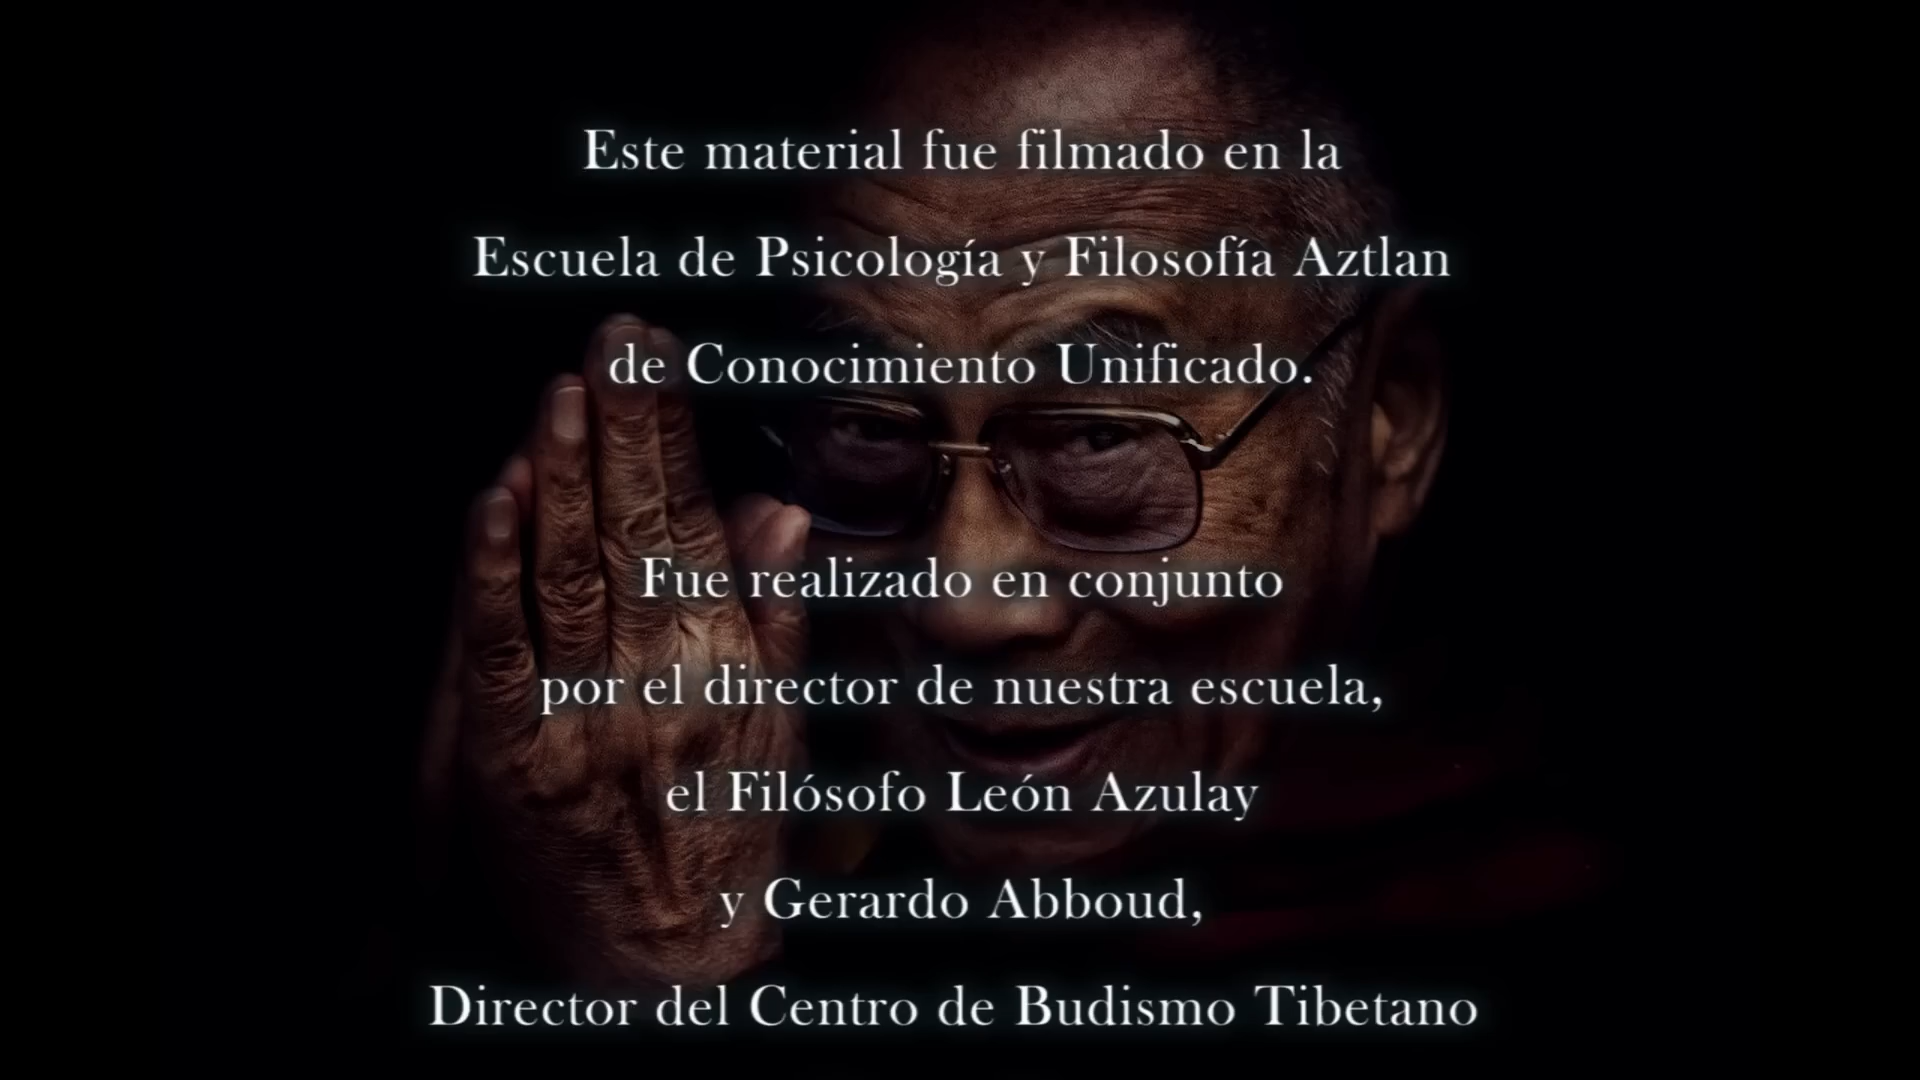 Este material fue filmado en la
Escuela de Psicología y Filosofía Aztlan
de Conocimiento Unificado.
Fue realizado en conjunto
por el director de nuestra escuela,
el Filósofo León Azulay
y Gerardo Abboud,
Director del Centro de Budismo Tibetano